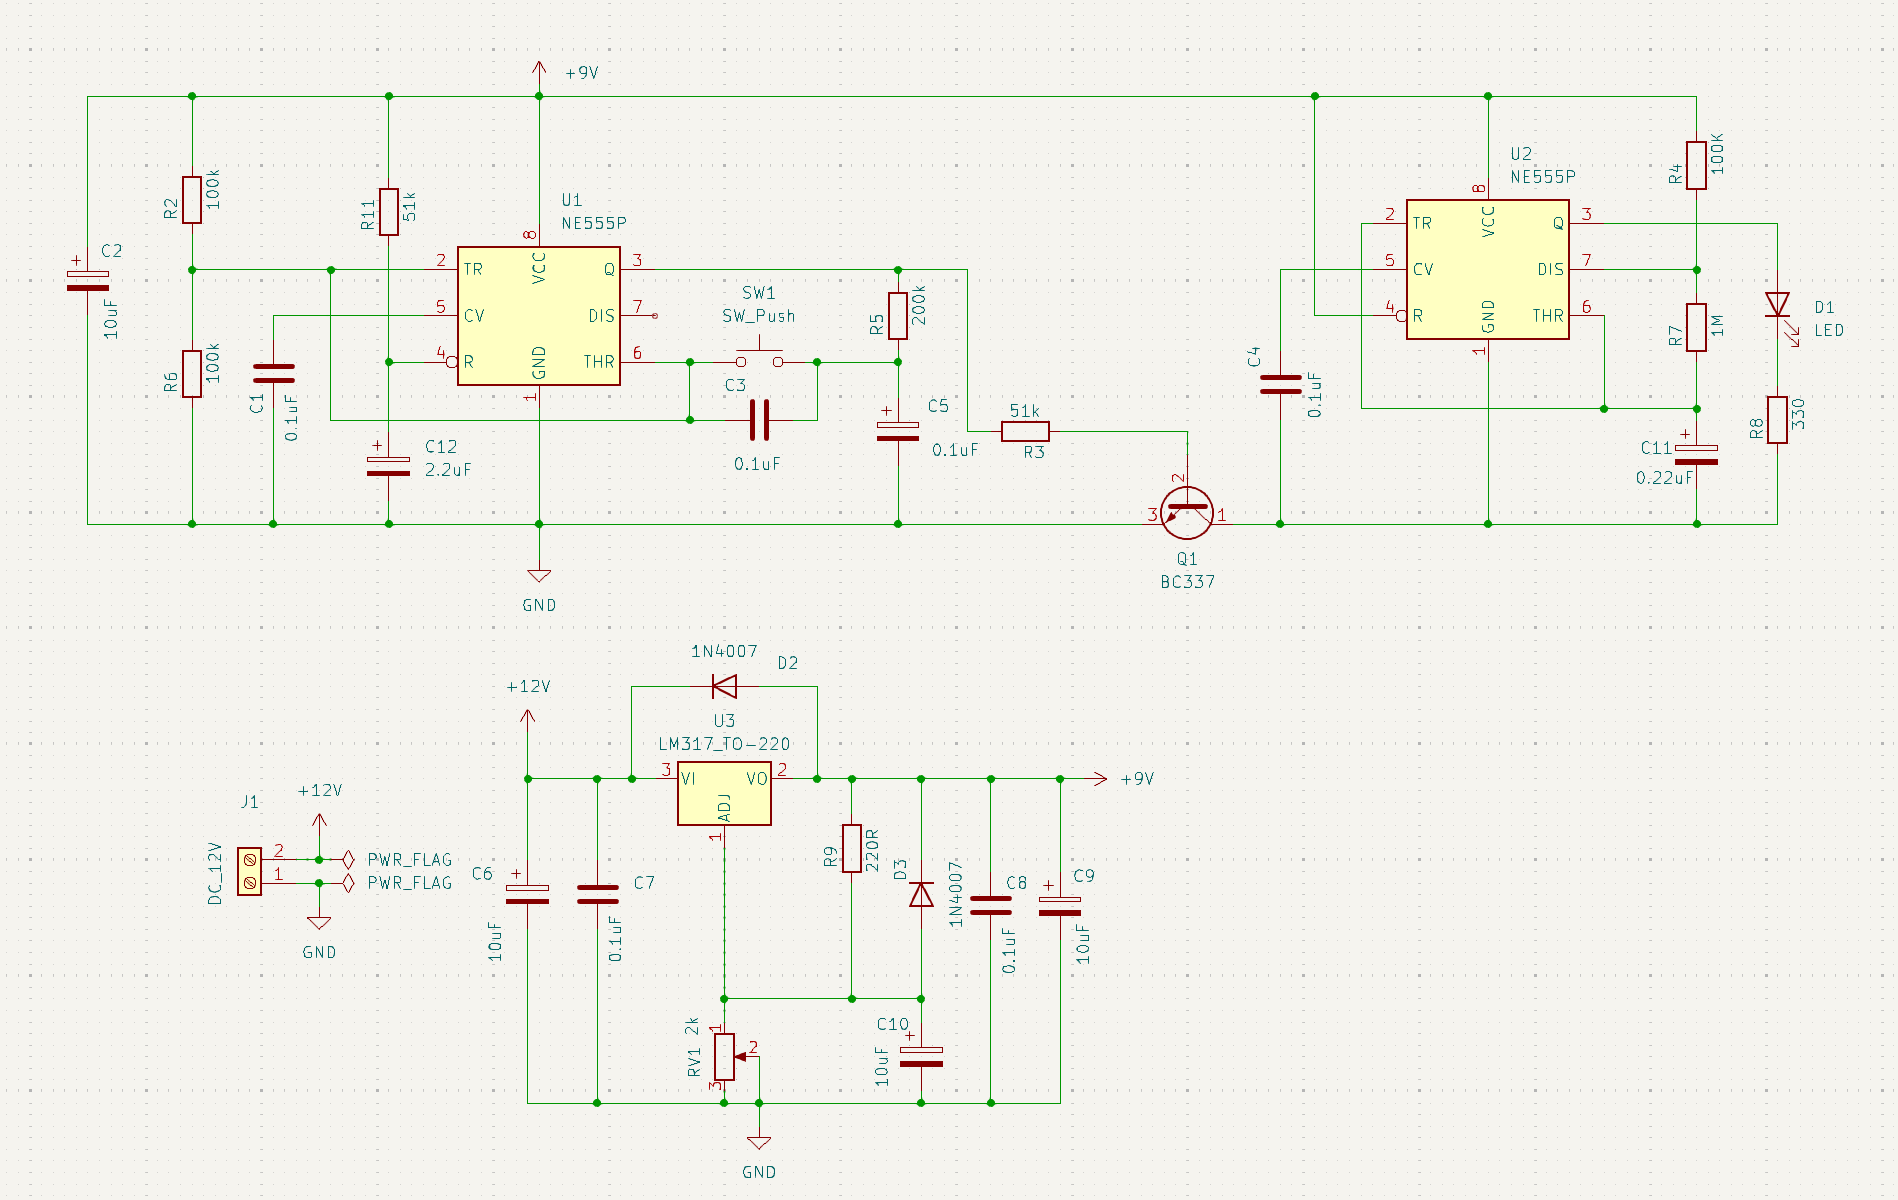 +9V
R2
100k
R11
51k
U1
NE555P
8
VCC
2
TR
Q
3
5
CV
DIS
7
4
R
GND
THR
6
1
C2
+
10uF
R6
100k
C1
0.1uF
+
C12
2.2uF
SW1
SW_Push
C3
0.1uF
R5
200k
+
C5
0.1uF
51k
R3
2
3
1
Q1
BC337
GND
U2
NE555P
8
VCC
2
TR
Q
3
5
CV
DIS
7
4
R
GND
THR
6
1
R4
100K
R7
1M
C4
0.1uF
+
C11
0.22uF
D1
LED
R8
330
1N4007
D2
+12V
U3
LM317_TO-220
3
VI
VO
2
ADJ
1
+9V
J1
+12V
DC_12V
2
PWR_FLAG
1
PWR_FLAG
GND
C6
+
10uF
C7
0.1uF
R9
220R
D3
1N4007
C8
0.1uF
C9
+
10uF
RV1
2k
1
2
3
C10
+
10uF
GND